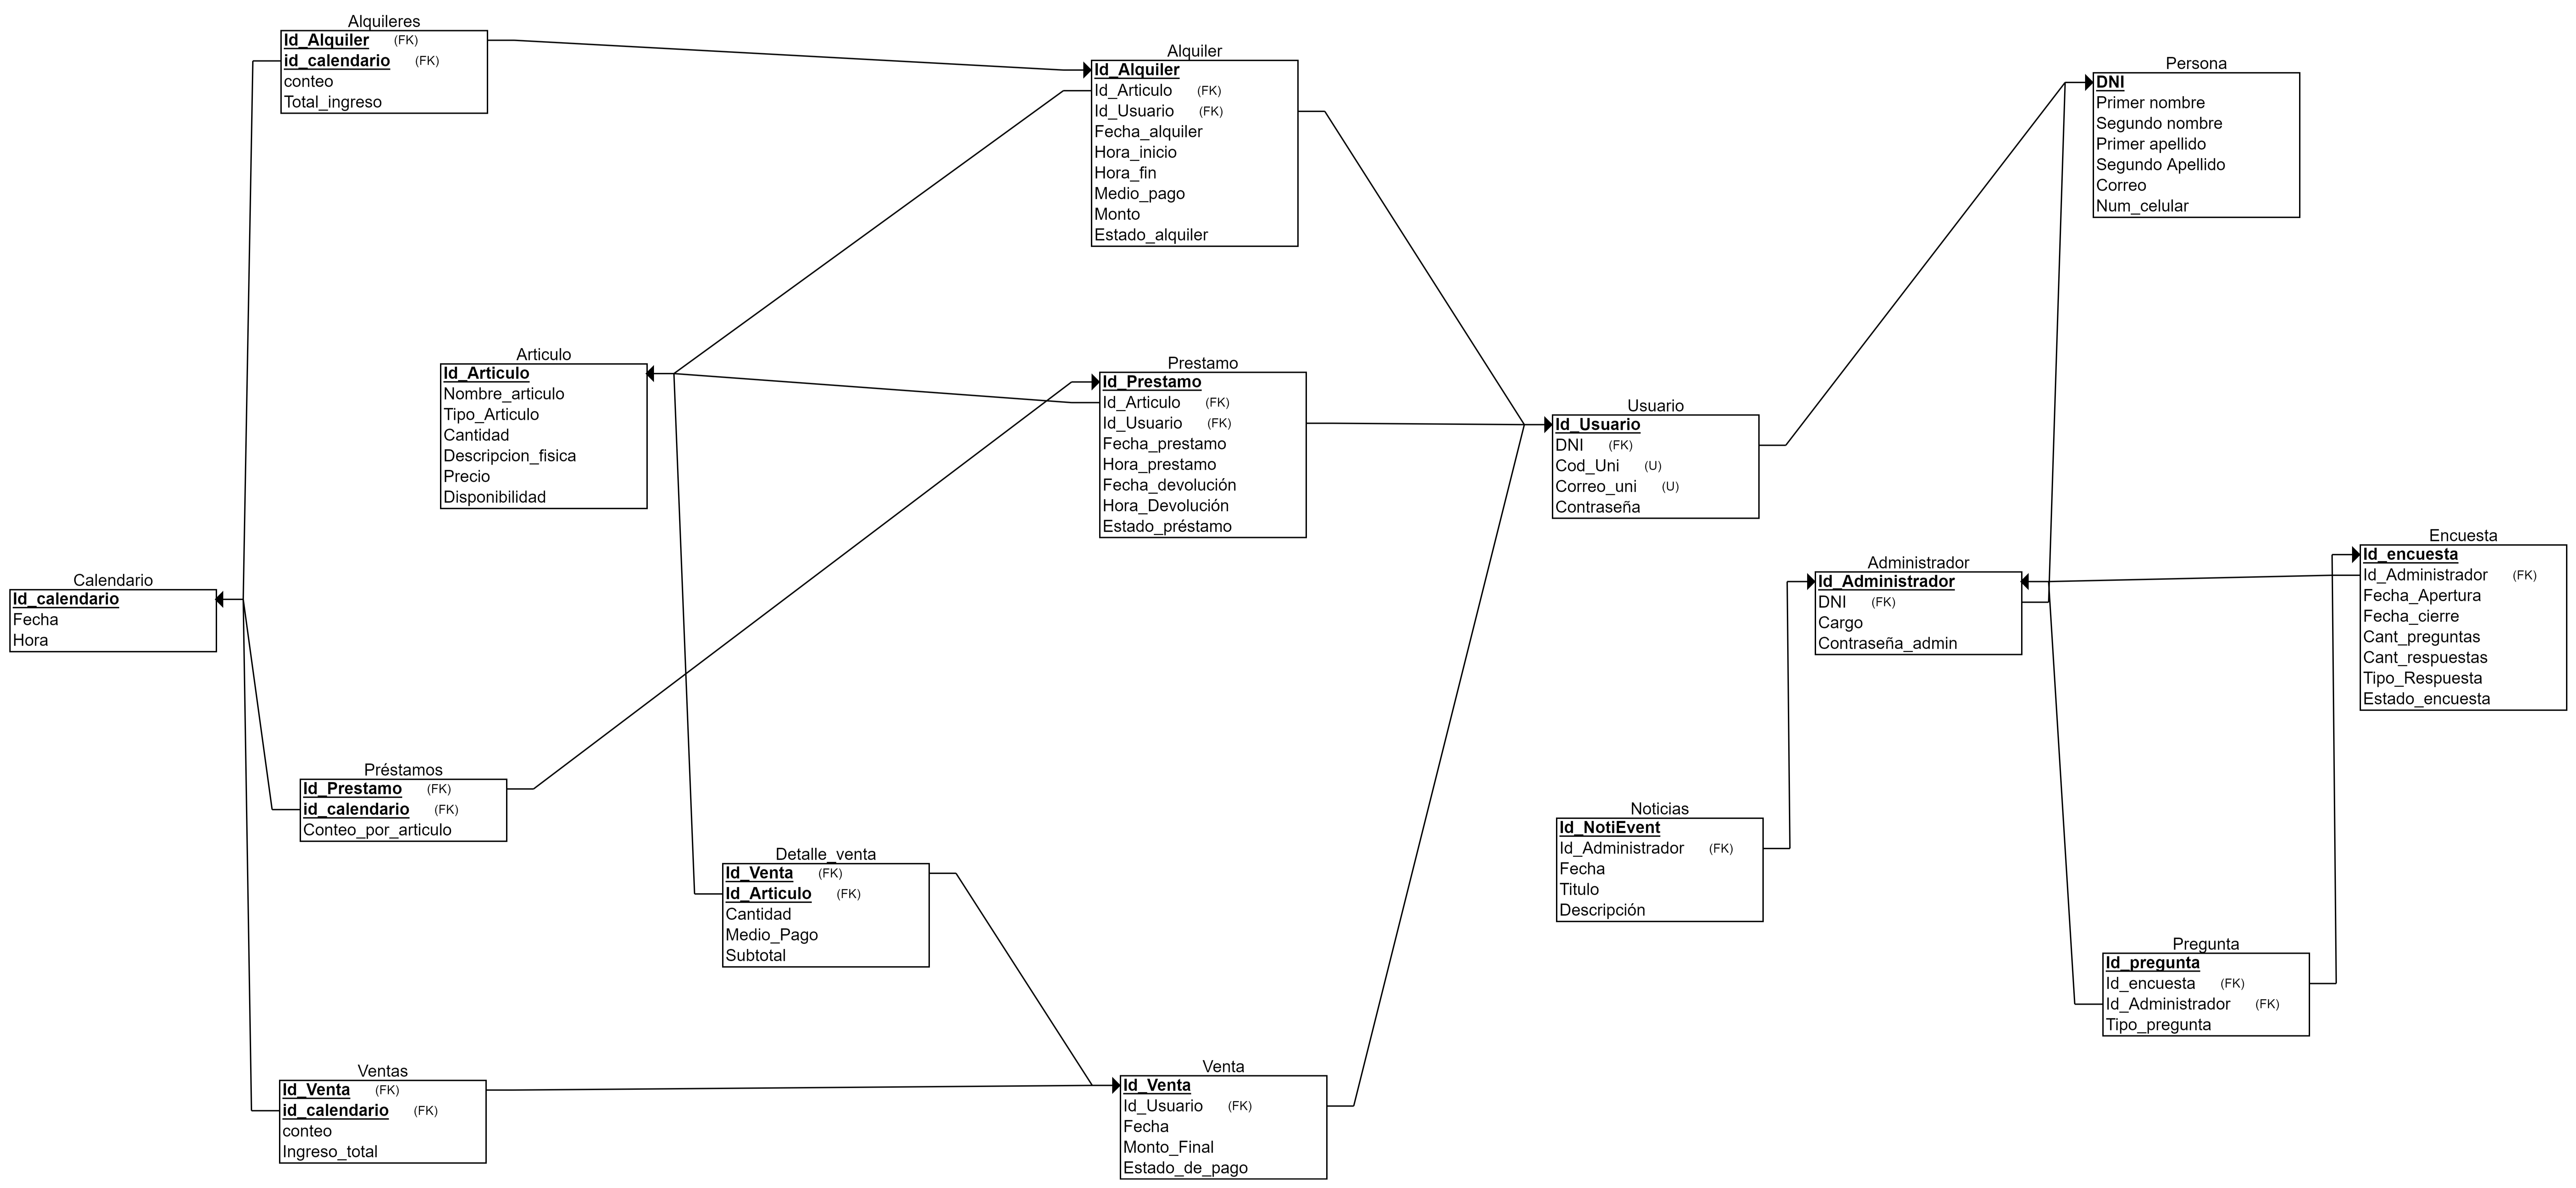 Alquileres
Id_Alquiler (FK)
id_calendario (FK)
conteo
Total_ingreso
Alquiler
Id_Alquiler
Id_Articulo (FK)
Id_Usuario (FK)
Fecha_alquiler
Hora_inicio
Hora_fin
Medio_pago
Monto
Estado_alquiler
Persona
DNI
Primer nombre
Segundo nombre
Primer apellido
Segundo Apellido
Correo
Num_celular
Articulo
Id_Articulo
Nombre_articulo
Tipo_Articulo
Cantidad
Descripcion_fisica
Precio
Disponibilidad
Prestamo
Id_Prestamo
Id_Articulo (FK)
Id_Usuario (FK)
Fecha_prestamo
Hora_prestamo
Fecha_devolución
Hora_Devolución
Estado_préstamo
Usuario
Id_Usuario
DNI (FK)
Cod_Uni (U)
Correo_uni (U)
Contraseña
Encuesta
Id_encuesta
Id_Administrador (FK)
Fecha_Apertura
Fecha_cierre
Cant_preguntas
Cant_respuestas
Tipo_Respuesta
Estado_encuesta
Administrador
Id_Administrador
DNI (FK)
Cargo
Contraseña_admin
Calendario
Id_calendario
Fecha
Hora
Préstamos
Id_Prestamo (FK)
id_calendario (FK)
Conteo_por_articulo
Noticias
Id_NotiEvent
Id_Administrador (FK)
Fecha
Titulo
Descripción
Detalle_venta
Id_Venta (FK)
Id_Articulo (FK)
Cantidad
Medio_Pago
Subtotal
Pregunta
Id_pregunta
Id_encuesta (FK)
Id_Administrador (FK)
Tipo_pregunta
Ventas
Id_Venta (FK)
id_calendario (FK)
conteo
Ingreso_total
Venta
Id_Venta
Id_Usuario (FK)
Fecha
Monto_Final
Estado_de_pago